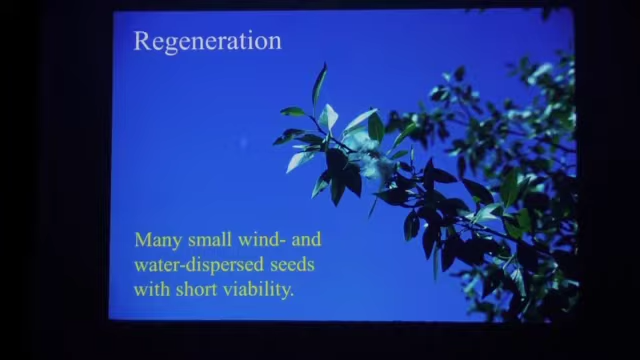 Regeneration
Many small wind- and
water-dispersed seeds
with short viability.